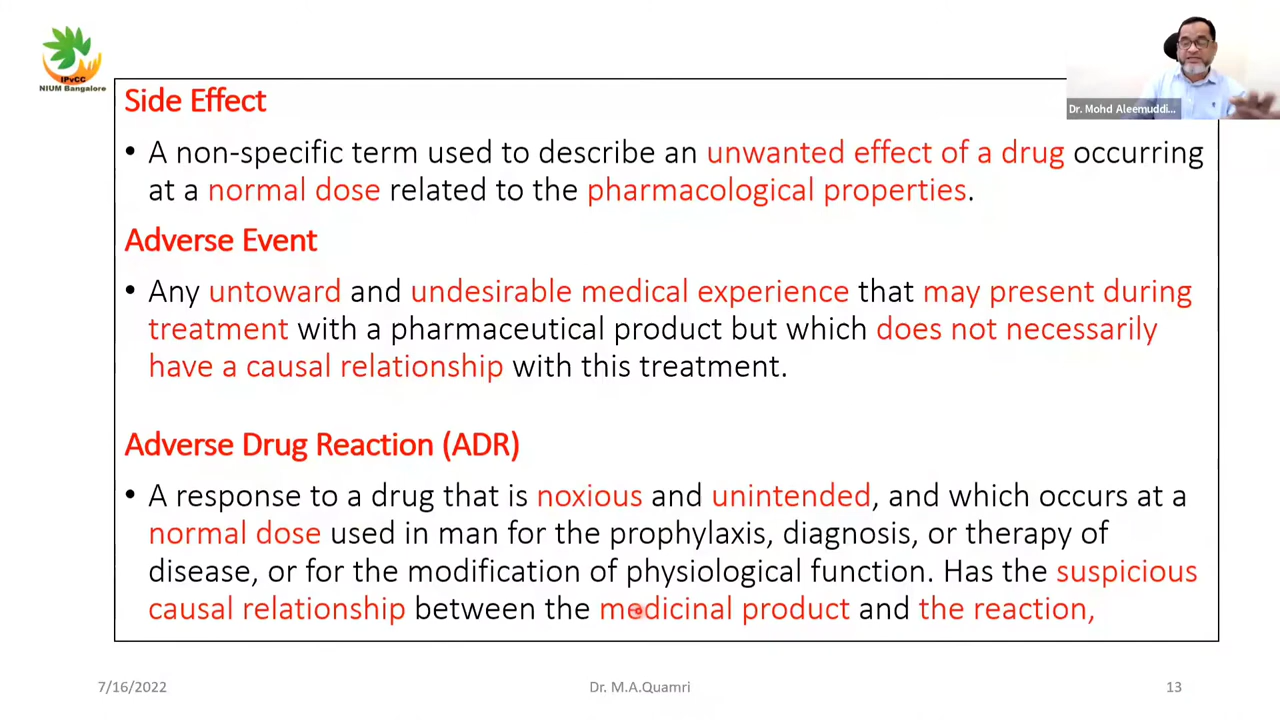 IPvCC
NIUM Bangalore
Dr. Mohd Aleemuddi...
Side Effect
• A non-specific term used to describe an unwanted effect of a drug occurring
at a normal dose related to the pharmacological properties.
Adverse Event
• Any untoward and undesirable medical experience that may present during
treatment with a pharmaceutical product but which does not necessarily
have a causal relationship with this treatment.
Adverse Drug Reaction (ADR)
• A response to a drug that is noxious and unintended, and which occurs at a
normal dose used in man for the prophylaxis, diagnosis, or therapy of
disease, or for the modification of physiological function. Has the suspicious
causal relationship between the medicinal product and the reaction,
7/16/2022
Dr. M.A.Quamri
13